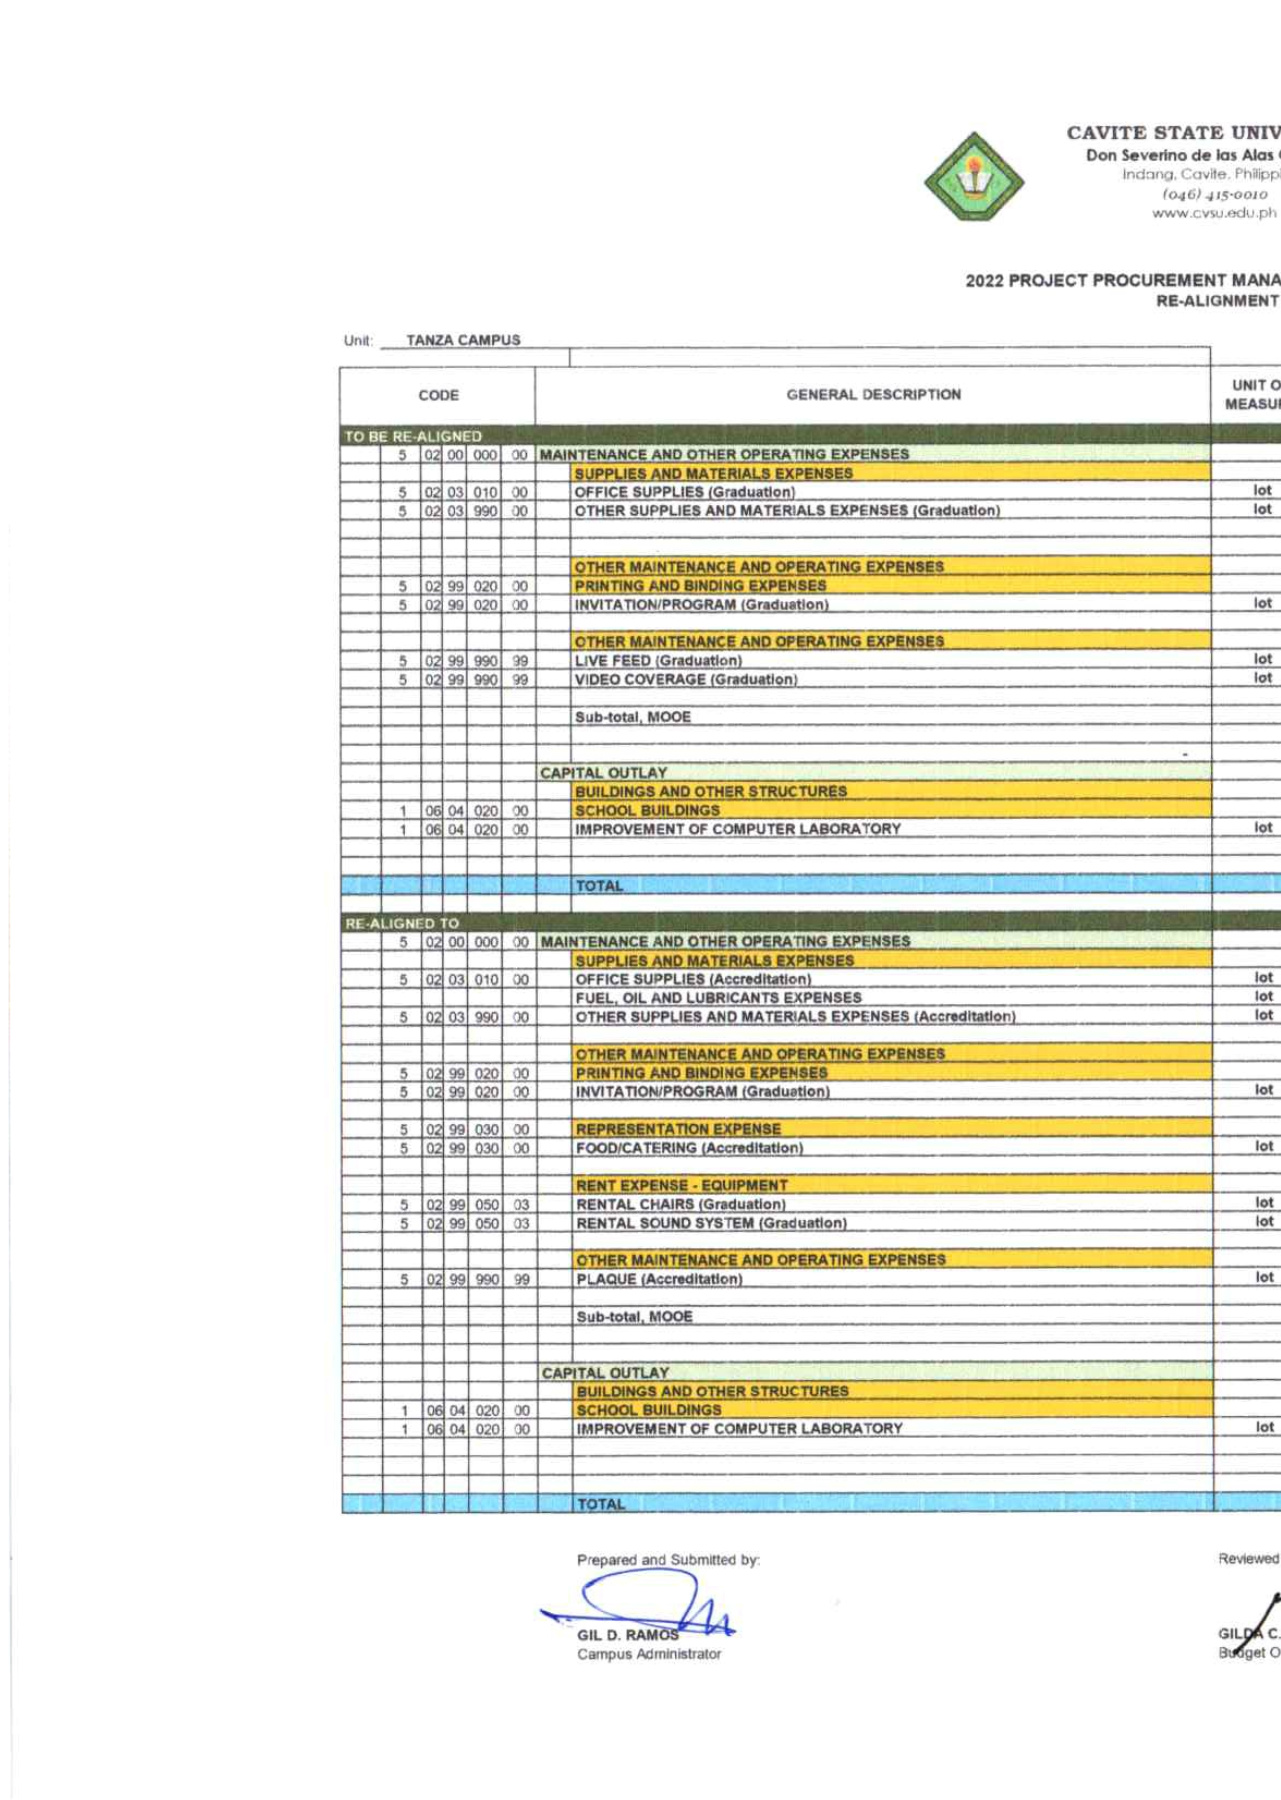 CAVITE STATE UNIV
Don Severino de las Alas
Indang, Cavite. Philippi
(046) 415-0010
www.cvsu.edu.ph
2022 PROJECT PROCUREMENT MANA
RE-ALIGNMENT
Unit: TANZA CAMPUS
CODE GENERAL DESCRIPTION UNIT O
MEASU
TO BE RE-ALIGNED
5 02 00 000 00 MAINTENANCE AND OTHER OPERATING EXPENSES
SUPPLIES AND MATERIALS EXPENSES
5 02 03 010 00 OFFICE SUPPLIES (Graduation) lot
5 02 03 990 00 OTHER SUPPLIES AND MATERIALS EXPENSES (Graduation) lot
OTHER MAINTENANCE AND OPERATING EXPENSES
5 02 99 020 00 PRINTING AND BINDING EXPENSES
5 02 99 020 00 INVITATION/PROGRAM (Graduation) lot
OTHER MAINTENANCE AND OPERATING EXPENSES
5 02 99 990 99 LIVE FEED (Graduation) lot
5 02 99 990 99 VIDEO COVERAGE (Graduation) lot
Sub-total, MOOE
CAPITAL OUTLAY
BUILDINGS AND OTHER STRUCTURES
1 06 04 020 00 SCHOOL BUILDINGS
1 06 04 020 00 IMPROVEMENT OF COMPUTER LABORATORY lot
TOTAL
RE-ALIGNED TO
5 02 00 000 00 MAINTENANCE AND OTHER OPERATING EXPENSES
SUPPLIES AND MATERIALS EXPENSES
5 02 03 010 00 OFFICE SUPPLIES (Accreditation) lot
FUEL, OIL AND LUBRICANTS EXPENSES lot
5 02 03 990 00 OTHER SUPPLIES AND MATERIALS EXPENSES (Accreditation) lot
OTHER MAINTENANCE AND OPERATING EXPENSES
5 02 99 020 00 PRINTING AND BINDING EXPENSES
5 02 99 020 00 INVITATION/PROGRAM (Graduation) lot
5 02 99 030 00 REPRESENTATION EXPENSE
5 02 99 030 00 FOOD/CATERING (Accreditation) lot
RENT EXPENSE - EQUIPMENT
5 02 99 050 03 RENTAL CHAIRS (Graduation) lot
5 02 99 050 03 RENTAL SOUND SYSTEM (Graduation) lot
OTHER MAINTENANCE AND OPERATING EXPENSES
5 02 99 990 99 PLAQUE (Accreditation) lot
Sub-total, MOOE
CAPITAL OUTLAY
BUILDINGS AND OTHER STRUCTURES
1 06 04 020 00 SCHOOL BUILDINGS
1 06 04 020 00 IMPROVEMENT OF COMPUTER LABORATORY lot
TOTAL
Prepared and Submitted by: Reviewed
GIL D. RAMOS GILDA C.
Campus Administrator Budget O